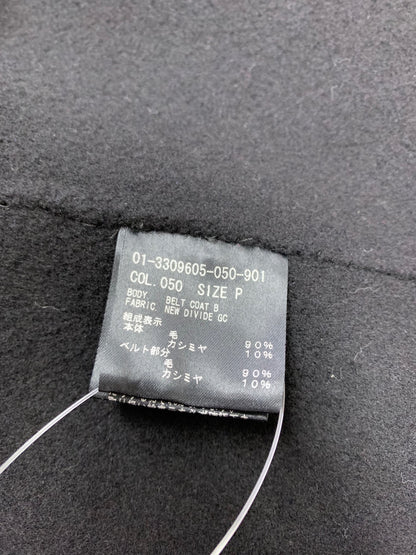 01-3309605-050-901
COL. 050 SIZE P
BODY. BELT COAT B
FABRIC NEW DIVIDE GC
組成表示
本体 毛 90%
カシミヤ 10%
ベルト部分
毛 90%
カシミヤ 10%